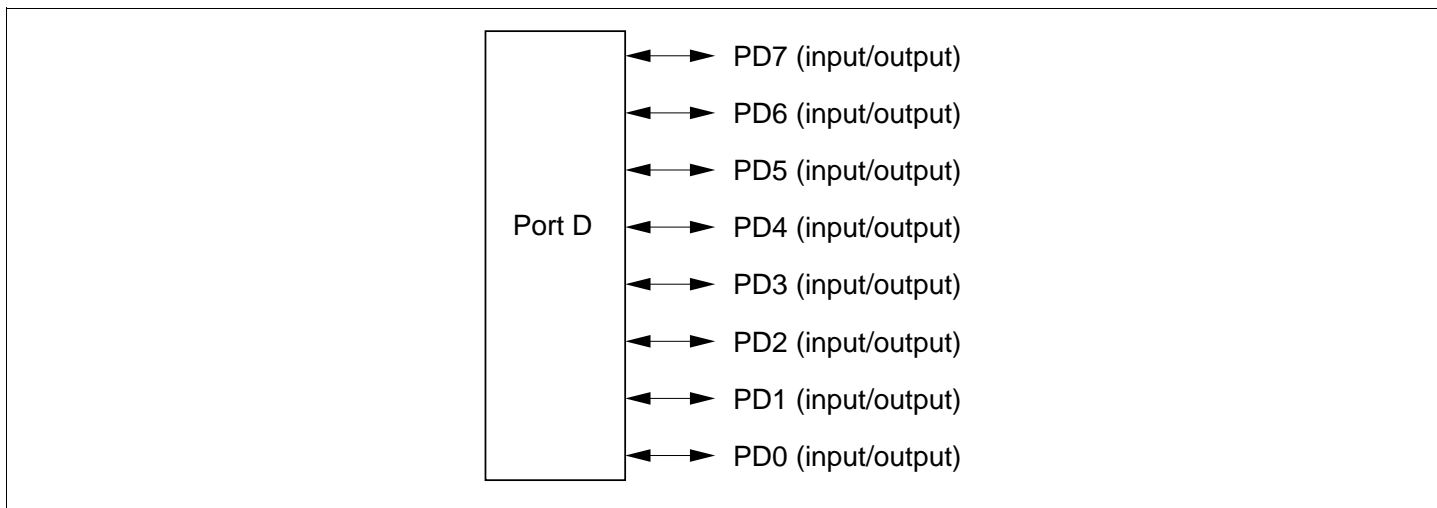 PD7 (input/output)
PD6 (input/output)
PD5 (input/output)
Port D
PD4 (input/output)
PD3 (input/output)
PD2 (input/output)
PD1 (input/output)
PD0 (input/output)